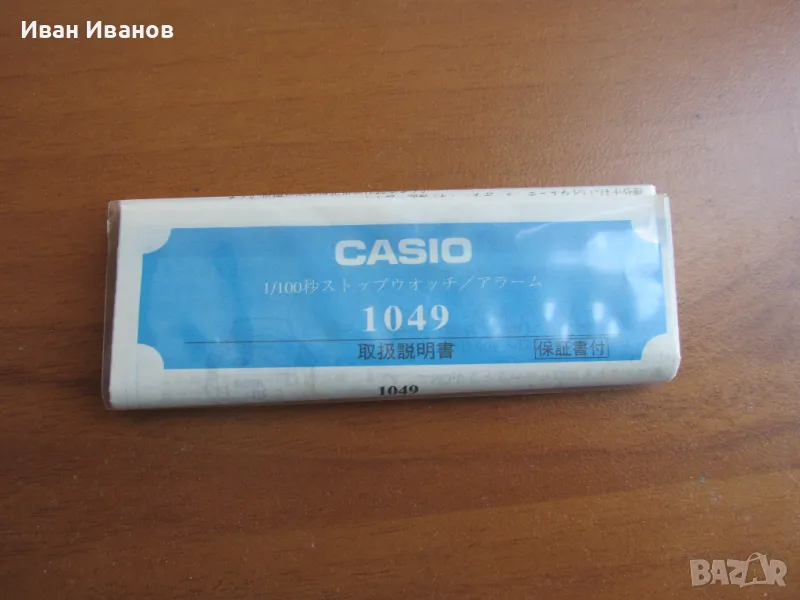 Иван Иванов
CASIO
1/100秒ストップウオッチ／アラーム
1049
取扱説明書 保証書付
1049
BAZAR